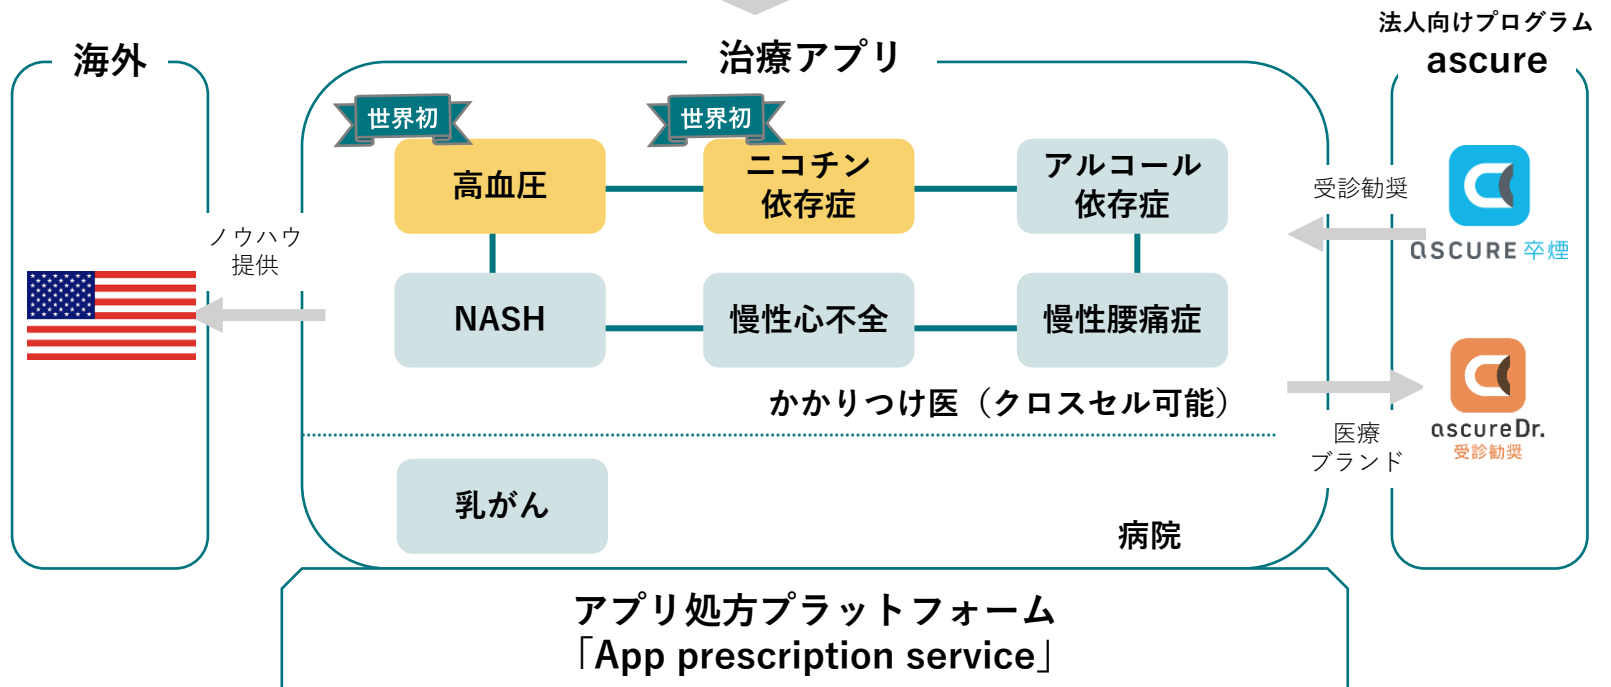 海外
ノウハウ
提供
治療アプリ
世界初
高血圧
世界初
ニコチン
依存症
アルコール
依存症
NASH
慢性心不全
慢性腰痛症
かかりつけ医（クロスセル可能）
乳がん
病院
受診勧奨
医療
ブランド
法人向けプログラム
ascure
ascure 卒煙
ascureDr.
受診勧奨
アプリ処方プラットフォーム
「App prescription service」